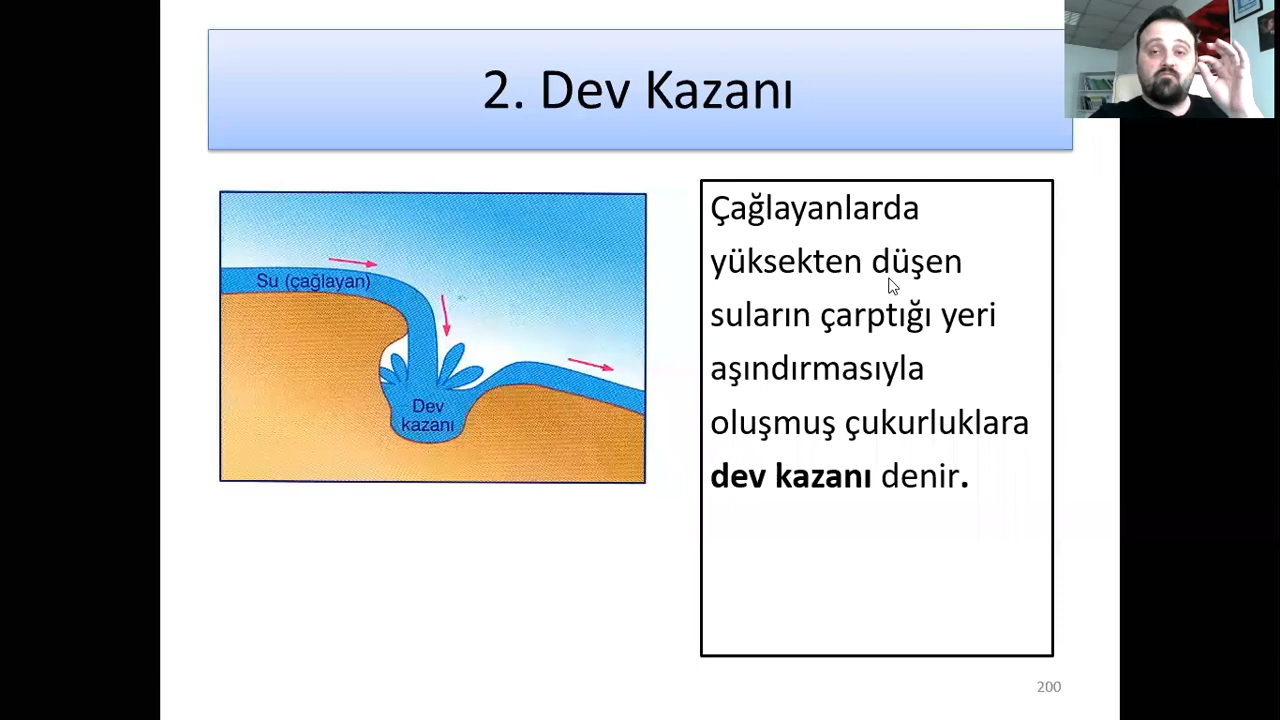 2. Dev Kazanı
Su (çağlayan)
Dev
kazanı
Çağlayanlarda
yüksekten düşen
suların çarptığı yeri
aşındırmasıyla
oluşmuş çukurluklara
dev kazanı denir.
200